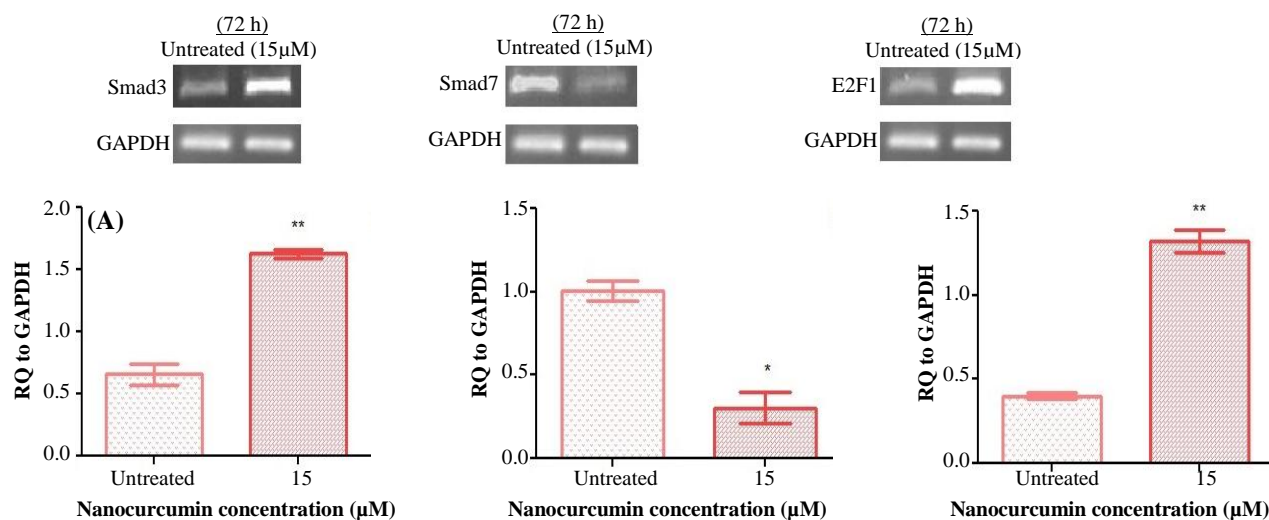 (72 h)
Untreated (15µM)
Smad3
GAPDH
(72 h)
Untreated (15µM)
Smad7
GAPDH
(72 h)
Untreated (15µM)
E2F1
GAPDH
(A)
RQ to GAPDH
2.0
1.5
1.0
0.5
0.0
**
Untreated
15
Nanocurcumin concentration (µM)
RQ to GAPDH
1.5
1.0
0.5
0.0
*
Untreated
15
Nanocurcumin concentration (µM)
RQ to GAPDH
1.5
1.0
0.5
0.0
**
Untreated
15
Nanocurcumin concentration (µM)